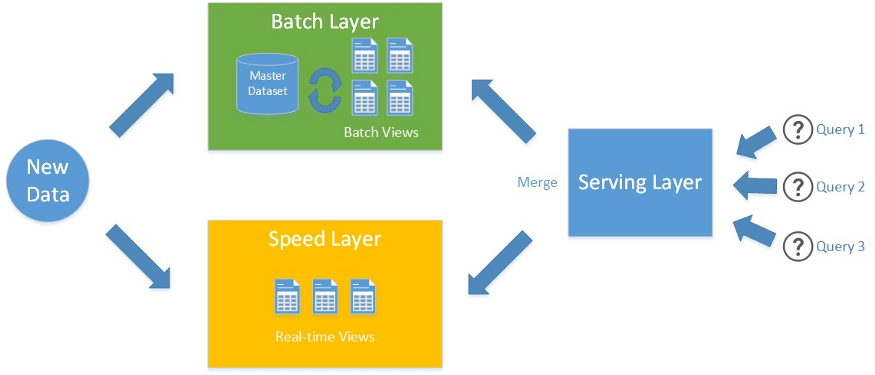 Batch Layer
Master
Dataset
Batch Views
New
Data
Speed Layer
Real-time Views
Merge
Serving Layer
? Query 1
? Query 2
? Query 3